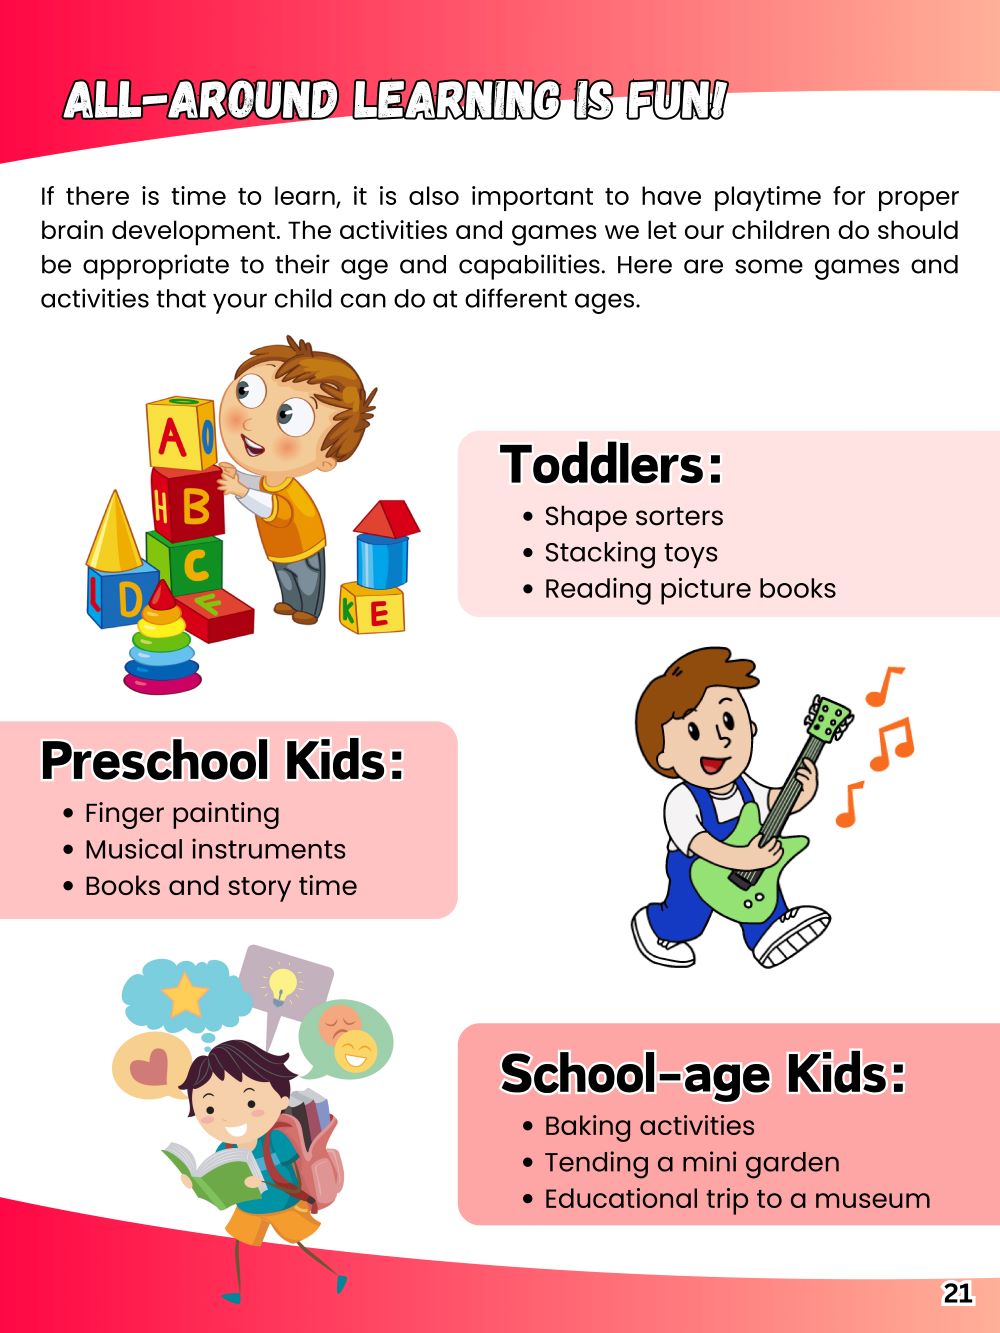 ALL-AROUND LEARNING IS FUN!
If there is time to learn, it is also important to have playtime for proper
brain development. The activities and games we let our children do should
be appropriate to their age and capabilities. Here are some games and
activities that your child can do at different ages.
A O
H B
C
L D
F
K E
Toddlers:
• Shape sorters
• Stacking toys
• Reading picture books
Preschool Kids:
• Finger painting
• Musical instruments
• Books and story time
School-age Kids:
• Baking activities
• Tending a mini garden
• Educational trip to a museum
21